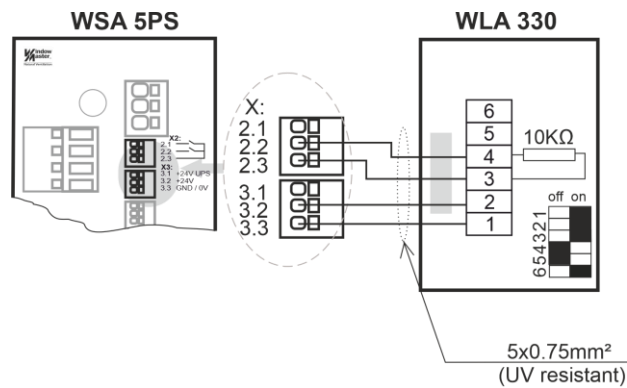 WSA 5PS
WLA 330
Window
Master
X2:
2.1
2.2
2.3
X3:
3.1 +24V UPS
3.2 +24V
3.3 GND / 0V
X:
2.1
2.2
2.3
3.1
3.2
3.3
6
5
4
3
2
1
10KΩ
off on
654321
5x0.75mm²
(UV resistant)